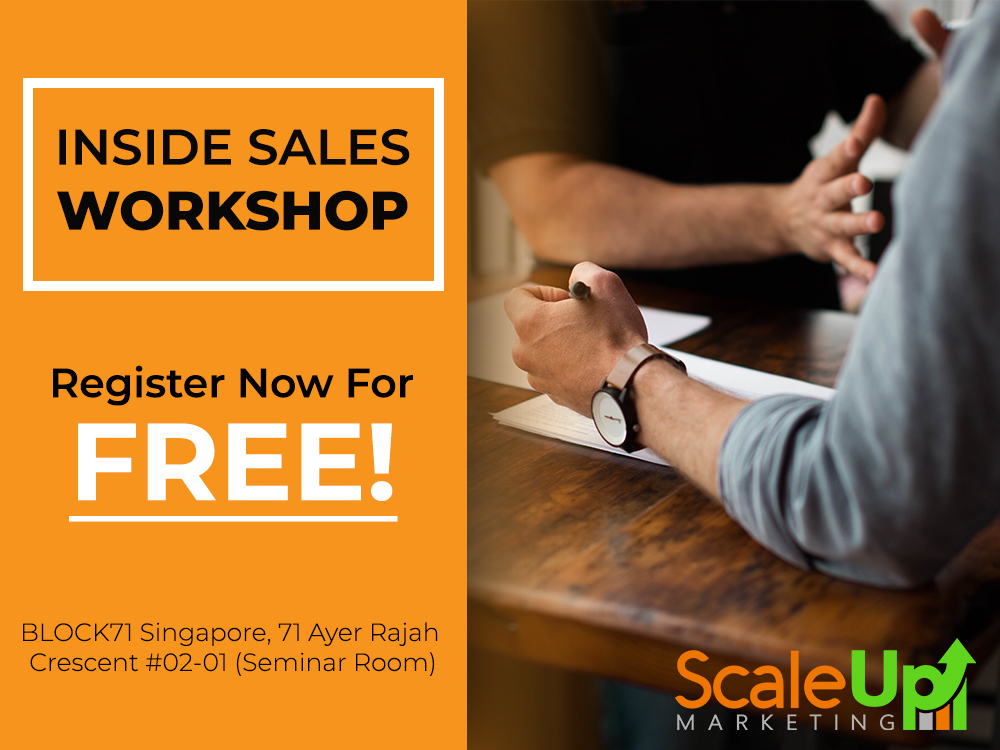 INSIDE SALES
WORKSHOP
Register Now For
FREE!
BLOCK71 Singapore, 71 Ayer Rajah
Crescent #02-01 (Seminar Room)
ScaleUp
MARKETING